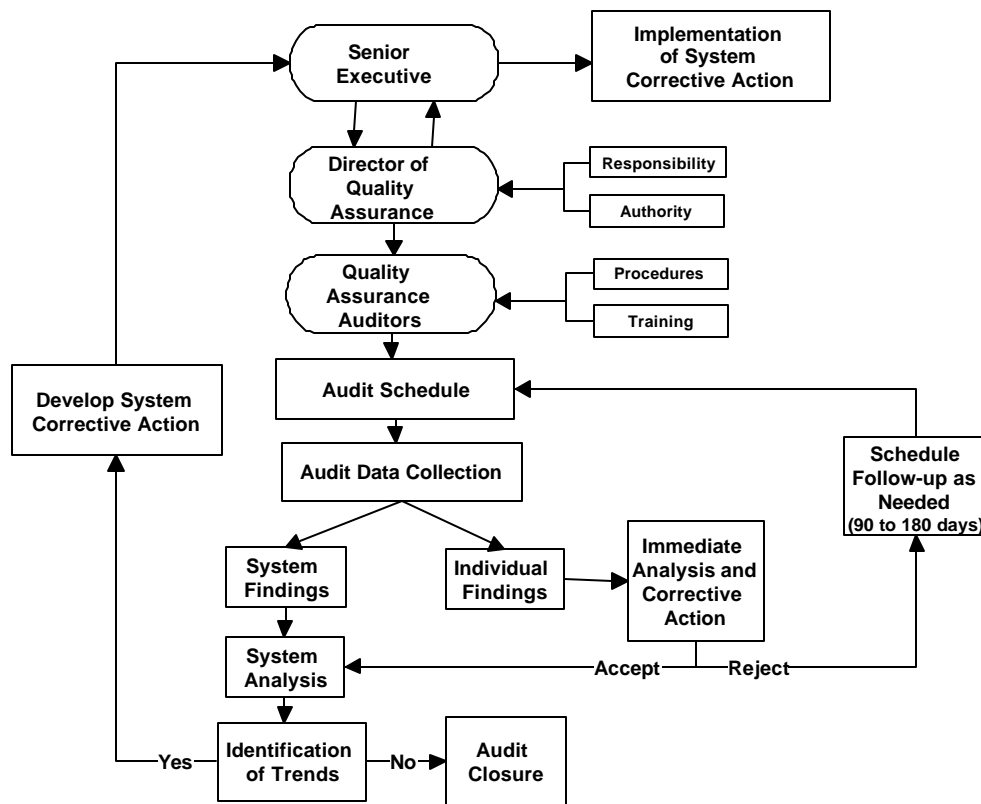 Senior
Executive
Implementation
of System
Corrective Action
Director of
Quality
Assurance
Responsibility
Authority
Quality
Assurance
Auditors
Procedures
Training
Develop System
Corrective Action
Audit Schedule
Audit Data Collection
Schedule
Follow-up as
Needed
(90 to 180 days)
System
Findings
Individual
Findings
Immediate
Analysis and
Corrective
Action
System
Analysis
Accept
Reject
Yes
Identification
of Trends
No
Audit
Closure